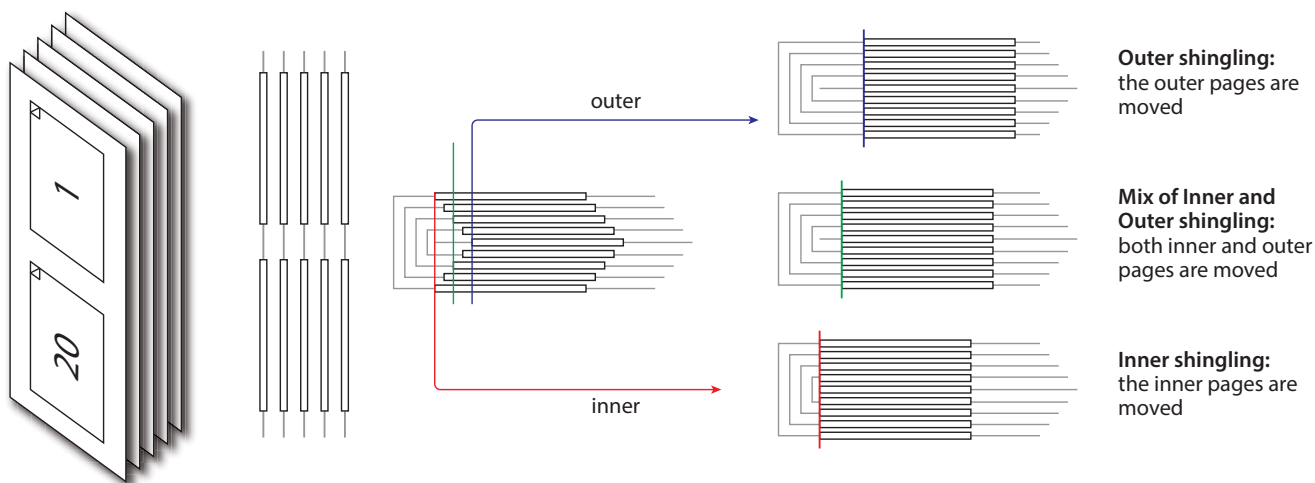 1
20
outer
inner
Outer shingling:
the outer pages are
moved
Mix of Inner and
Outer shingling:
both inner and outer
pages are moved
Inner shingling:
the inner pages are
moved